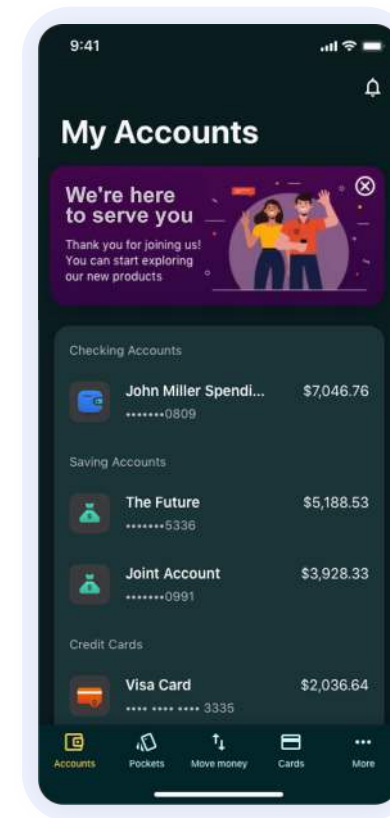 9:41
My Accounts
We're here
to serve you
Thank you for joining us!
You can start exploring
our new products
Checking Accounts
John Miller Spendi... $7,046.76
•••••••0809
Saving Accounts
The Future $5,188.53
•••••••5336
Joint Account $3,928.33
•••••••0991
Credit Cards
Visa Card $2,036.64
•••• •••• •••• 3335
Accounts Pockets Move money Cards More